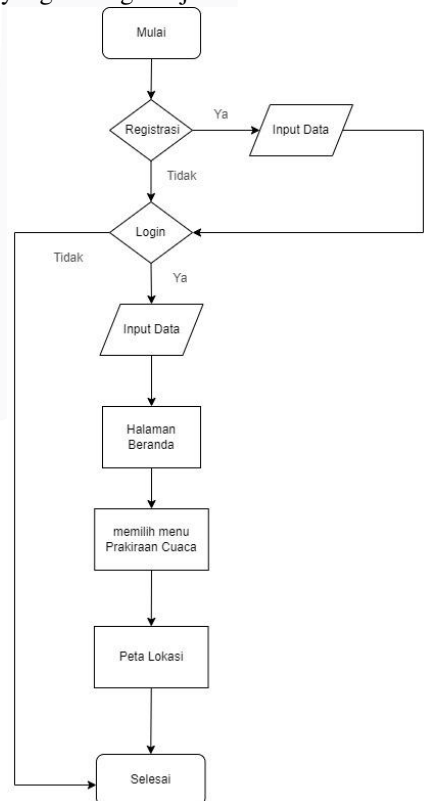 Mulai
Registrasi
Ya
Input Data
Tidak
Login
Tidak
Ya
Input Data
Halaman
Beranda
memilih menu
Prakiraan Cuaca
Peta Lokasi
Selesai